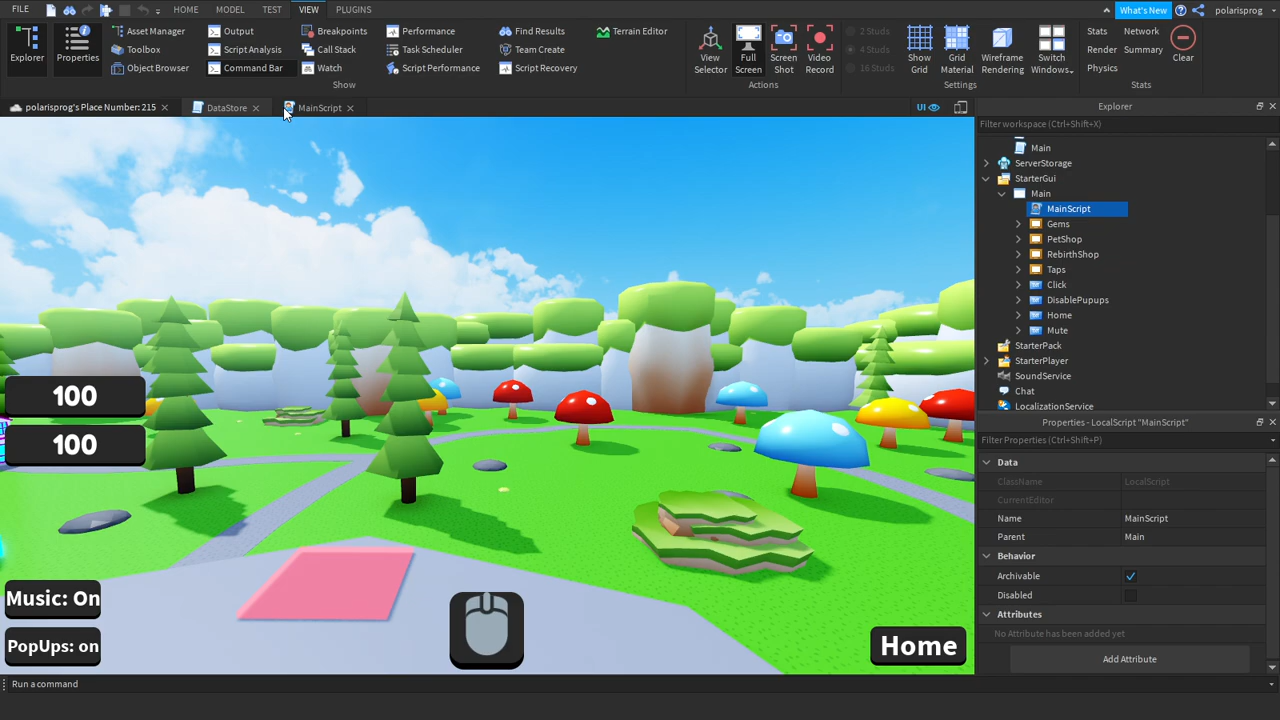 FILE HOME MODEL TEST VIEW PLUGINS What's New polarisprog
Explorer Properties Asset Manager Output Breakpoints Performance Find Results Terrain Editor
Toolbox Script Analysis Call Stack Task Scheduler Team Create
Object Browser Command Bar Watch Script Performance Script Recovery
Show
View Selector Full Screen Screen Shot Video Record
Actions
2 Studs
4 Studs
16 Studs
Show Grid Grid Material Wireframe Rendering Switch Windows
Settings
Stats Network
Render Summary
Physics
Clear
Stats
polarisprog's Place Number: 215 DataStore MainScript UI
Explorer
Filter workspace (Ctrl+Shift+X)
Main
ServerStorage
StarterGui
Main
MainScript
Gems
PetShop
RebirthShop
Taps
Click
DisablePupups
Home
Mute
StarterPack
StarterPlayer
SoundService
Chat
LocalizationService
Properties - LocalScript "MainScript"
Filter Properties (Ctrl+Shift+P)
Data
ClassName LocalScript
CurrentEditor
Name MainScript
Parent Main
Behavior
Archivable
Disabled
Attributes
No Attribute has been added yet
Add Attribute
100
100
Music: On
PopUps: on
Home
Run a command